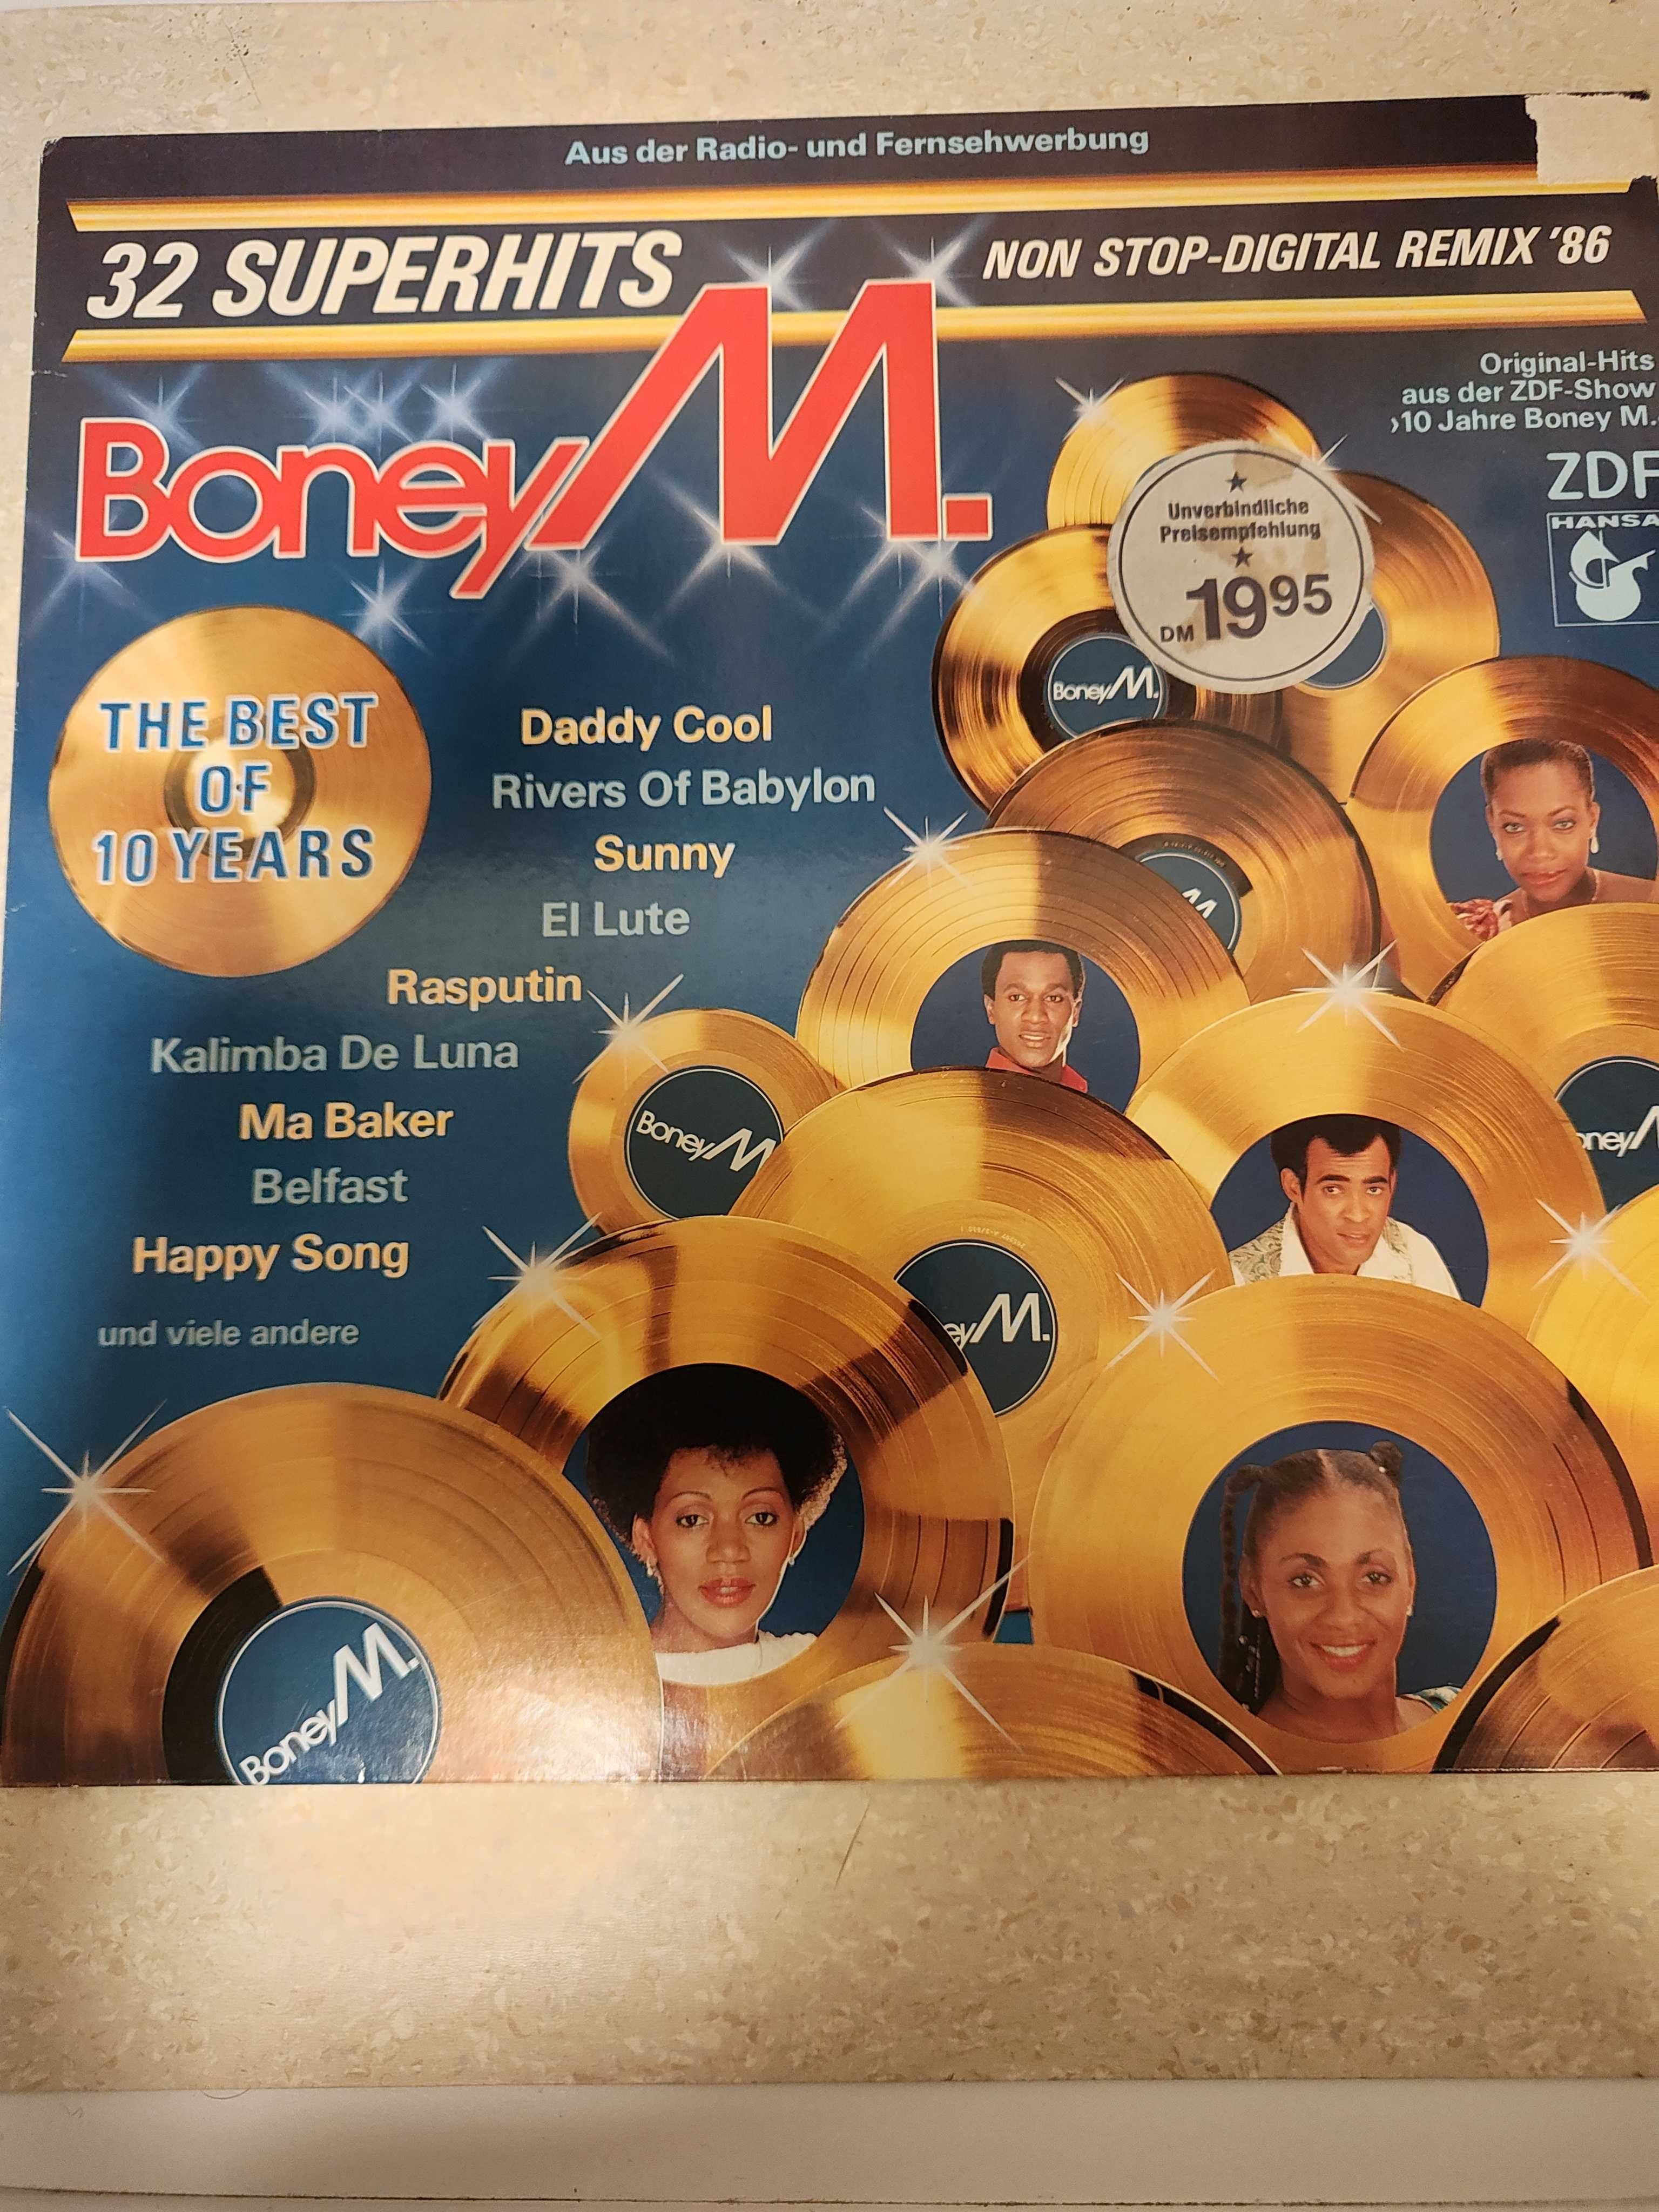 Aus der Radio- und Fernsehwerbung
32 SUPERHITS
NON STOP-DIGITAL REMIX '86
Boney M.
Original-Hits
aus der ZDF-Show
›10 Jahre Boney M.
ZDF
HANSA
★
Unverbindliche
Preisempfehlung
★
DM 19 95
Boney M.
THE BEST
OF
10 YEARS
Daddy Cool
Rivers Of Babylon
Sunny
El Lute
Rasputin
Kalimba De Luna
Ma Baker
Belfast
Happy Song
und viele andere
M
Boney M
oney M
ey M.
Boney M.